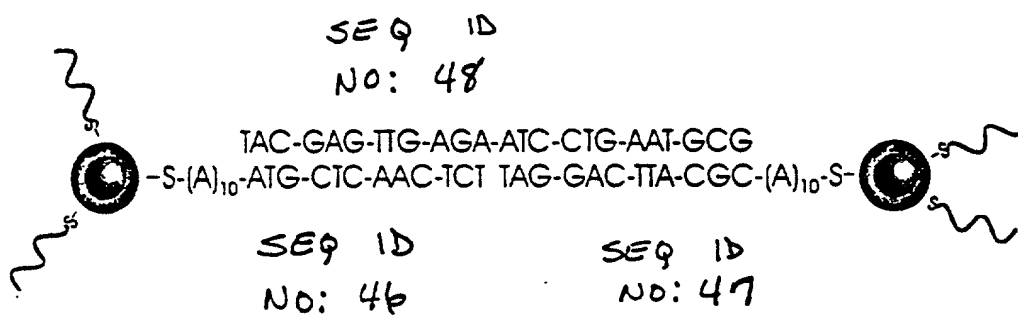 SEQ ID
NO: 48
TAC-GAG-TTG-AGA-ATC-CTG-AAT-GCG
S
S
-S-(A)10-ATG-CTC-AAC-TCT TAG-GAC-TTA-CGC-(A)10-S-
S
S
SEQ ID
NO: 46
SEQ ID
NO: 47